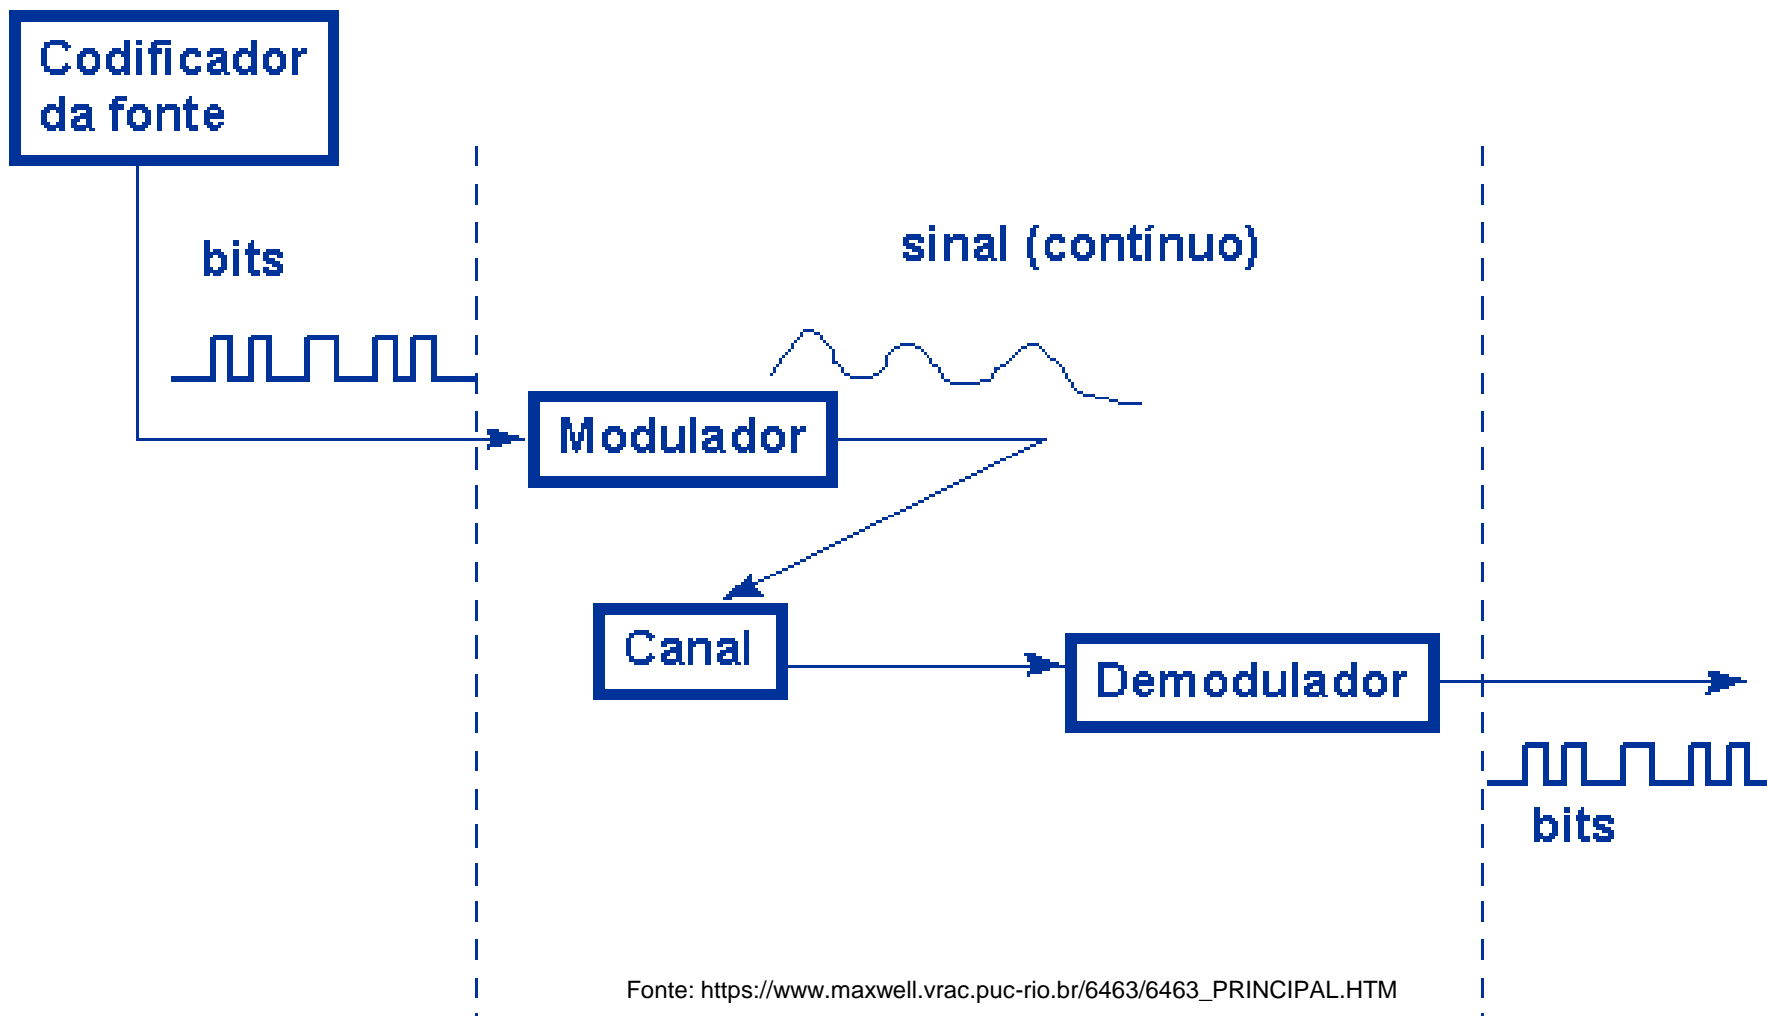 Codificador
da fonte
bits
sinal (contínuo)
Modulador
Canal
Demodulador
bits
Fonte: https://www.maxwell.vrac.puc-rio.br/6463/6463_PRINCIPAL.HTM